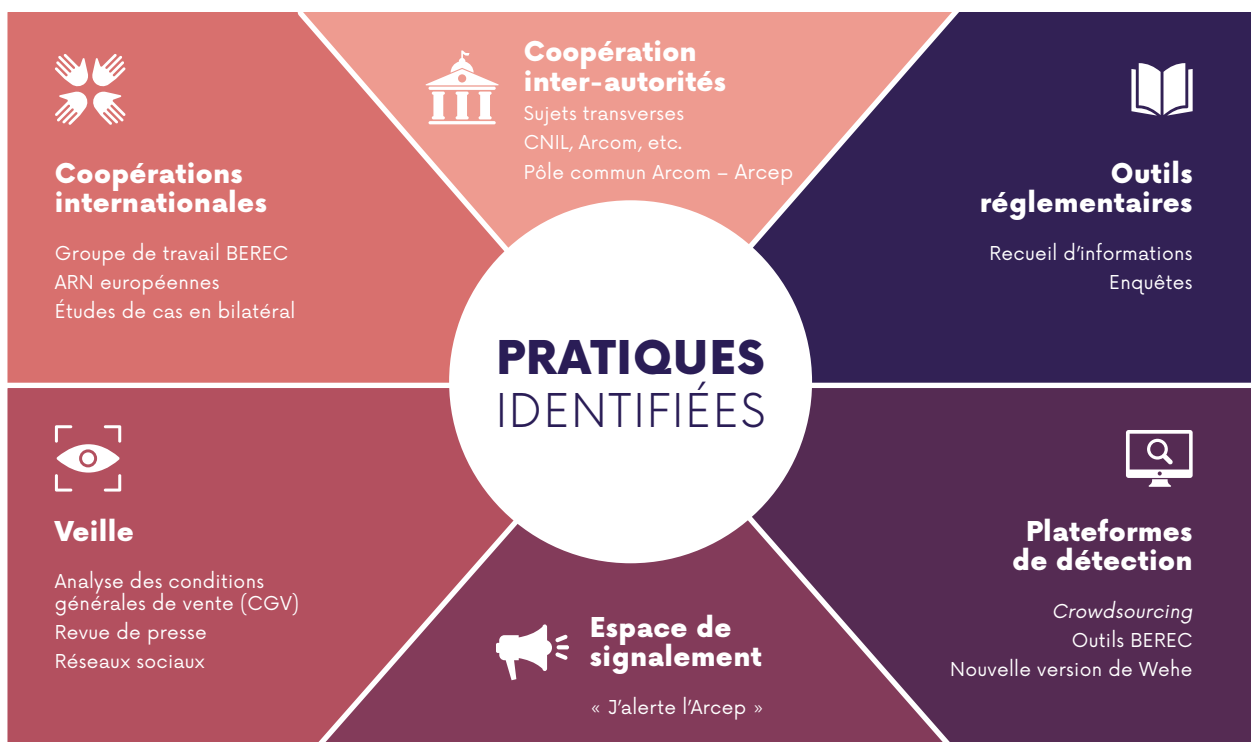 Coopérations
internationales
Groupe de travail BEREC
ARN européennes
Études de cas en bilatéral
Coopération
inter-autorités
Sujets transverses
CNIL, Arcom, etc.
Pôle commun Arcom – Arcep
Outils
réglementaires
Recueil d’informations
Enquêtes
PRATIQUES
IDENTIFIÉES
Veille
Analyse des conditions
générales de vente (CGV)
Revue de presse
Réseaux sociaux
Espace de
signalement
« J’alerte l’Arcep »
Plateformes
de détection
Crowdsourcing
Outils BEREC
Nouvelle version de Wehe